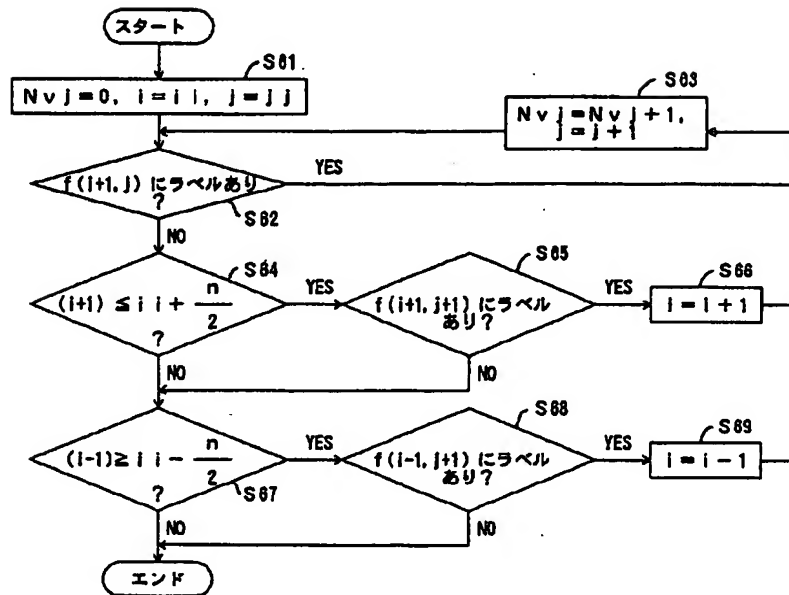 スタート
S61
Nvj=0, i=ii, j=jj
S63
Nvj=Nvj+1,
j=j+1
f(i+1,j)にラベルあり
?
YES
S62
NO
S64
(i+1)≦ii+n/2
?
YES
S65
f(i+1,j+1)にラベル
あり?
YES
S66
i=i+1
NO
NO
(i-1)≧ii-n/2
?
S67
YES
S68
f(i-1,j+1)にラベル
あり?
YES
S69
i=i-1
NO
NO
エンド